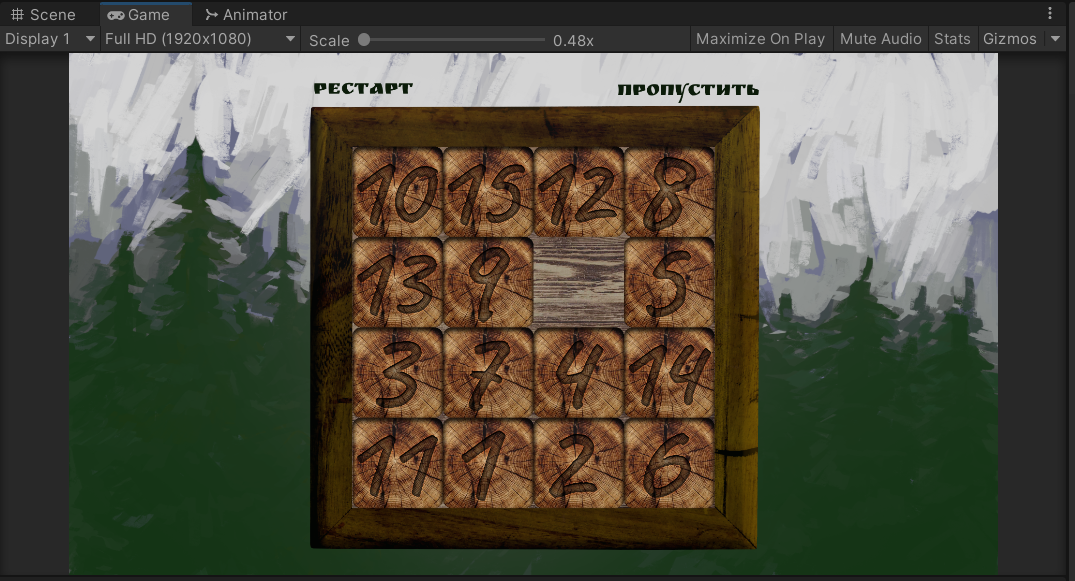 Scene Game Animator
Display 1 Full HD (1920x1080) Scale 0.48x Maximize On Play Mute Audio Stats Gizmos
РЕСТАРТ ПРОПУСТИТЬ
10 15 12 8
13 9 5
3 7 4 14
11 1 2 6